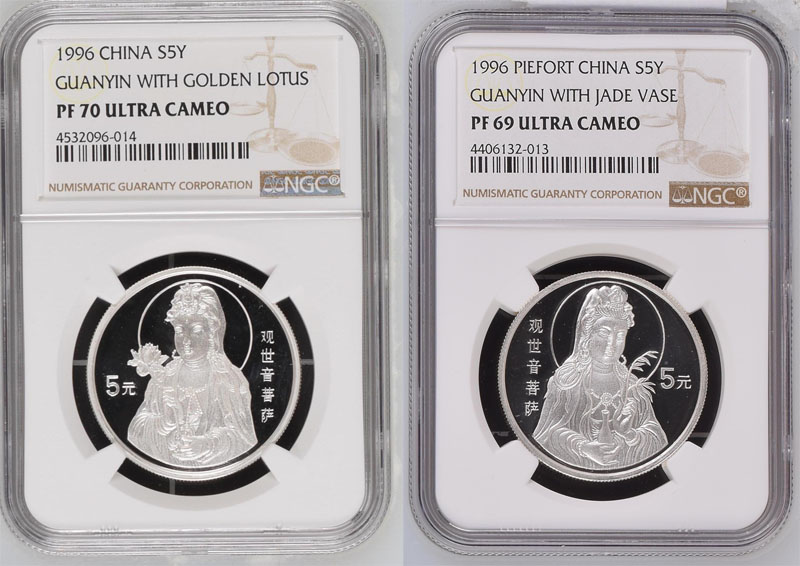 1996 CHINA S5Y
GUANYIN WITH GOLDEN LOTUS
PF 70 ULTRA CAMEO
4532096-014
NUMISMATIC GUARANTY CORPORATION NGC®
观世音菩萨
5元
1996 PIEFORT CHINA S5Y
GUANYIN WITH JADE VASE
PF 69 ULTRA CAMEO
4406132-013
NUMISMATIC GUARANTY CORPORATION NGC®
观世音菩萨
5元